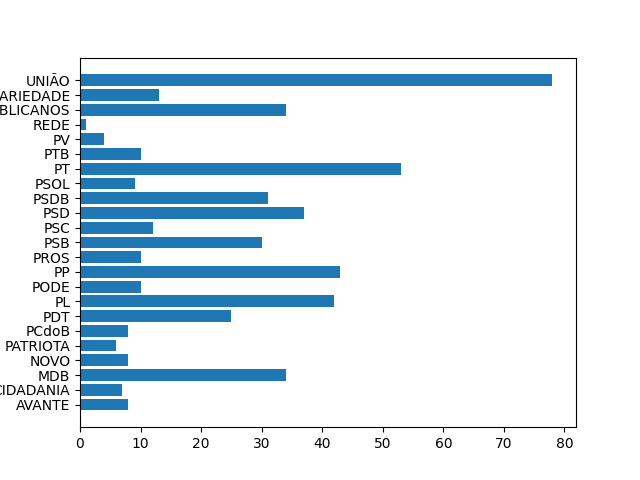 UNIÃO
ARIEDADE
BLICANOS
REDE
PV
PTB
PT
PSOL
PSDB
PSD
PSC
PSB
PROS
PP
PODE
PL
PDT
PCdoB
PATRIOTA
NOVO
MDB
CIDADANIA
AVANTE
0 10 20 30 40 50 60 70 80